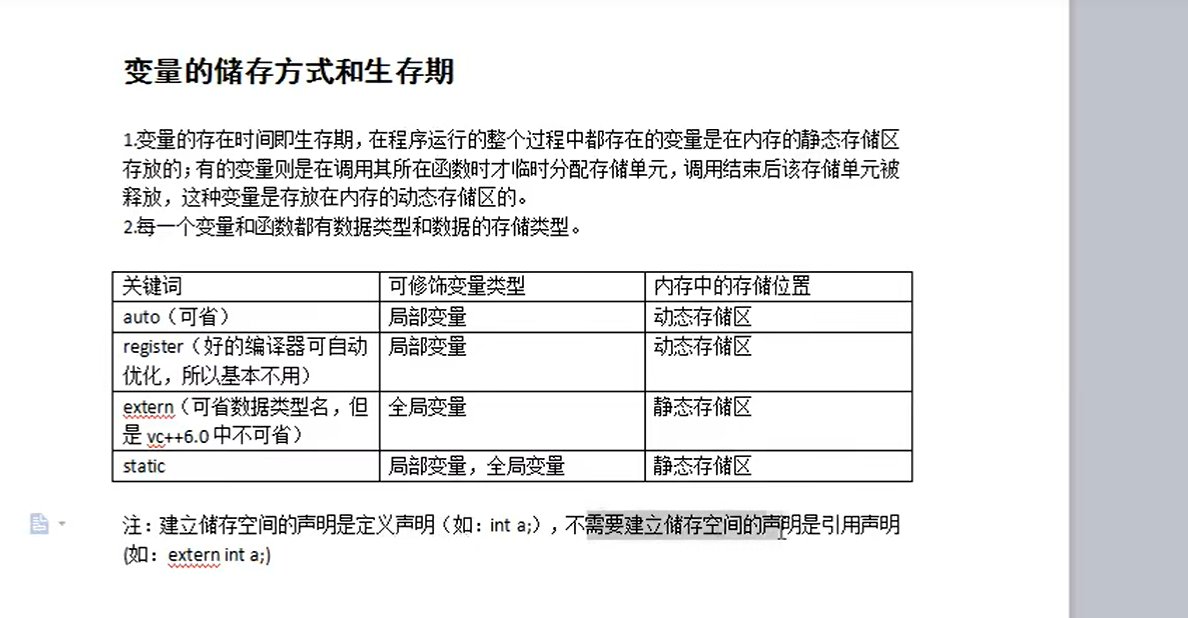 变量的储存方式和生存期
1.变量的存在时间即生存期，在程序运行的整个过程中都存在的变量是在内存的静态存储区
存放的；有的变量则是在调用其所在函数时才临时分配存储单元，调用结束后该存储单元被
释放，这种变量是存放在内存的动态存储区的。
2.每一个变量和函数都有数据类型和数据的存储类型。
关键词 可修饰变量类型 内存中的存储位置
auto（可省） 局部变量 动态存储区
register（好的编译器可自动 局部变量 动态存储区
优化，所以基本不用）
extern（可省数据类型名，但 全局变量 静态存储区
是 vc++6.0 中不可省）
static 局部变量，全局变量 静态存储区
注：建立储存空间的声明是定义声明（如：int a;），不需要建立储存空间的声明是引用声明
(如：extern int a;)